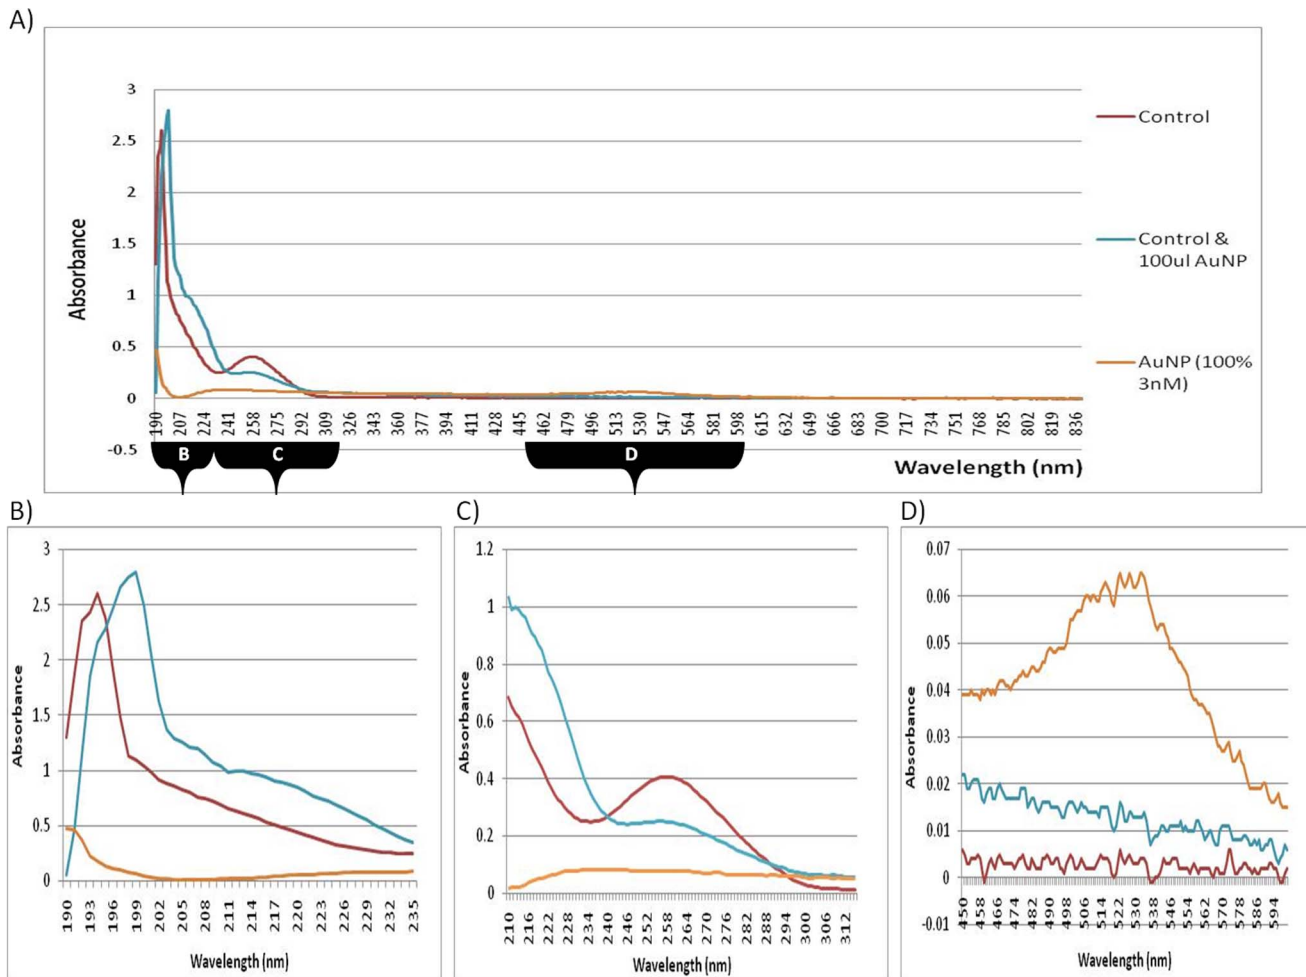 A)
3
2.5
2
1.5
1
0.5
0
-0.5
Absorbance
190 207 224 241 258 275 292 309 326 343 360 377 394 411 428 445 462 479 496 513 530 547 564 581 598 615 632 649 666 683 700 717 734 751 768 785 802 819 836
Wavelength (nm)
Control
Control &
100ul AuNP
AuNP (100%
3nM)
B
C
D
B)
3
2.5
2
1.5
1
0.5
0
Absorbance
190 193 196 199 202 205 208 211 214 217 220 223 226 229 232 235
Wavelength (nm)
C)
1.2
1
0.8
0.6
0.4
0.2
0
Absorbance
210 216 222 228 234 240 246 252 258 264 270 276 282 288 294 300 306 312
Wavelength (nm)
D)
0.07
0.06
0.05
0.04
0.03
0.02
0.01
0
-0.01
Absorbance
450 458 466 474 482 490 498 506 514 522 530 538 546 554 562 570 578 586 594
Wavelength (nm)